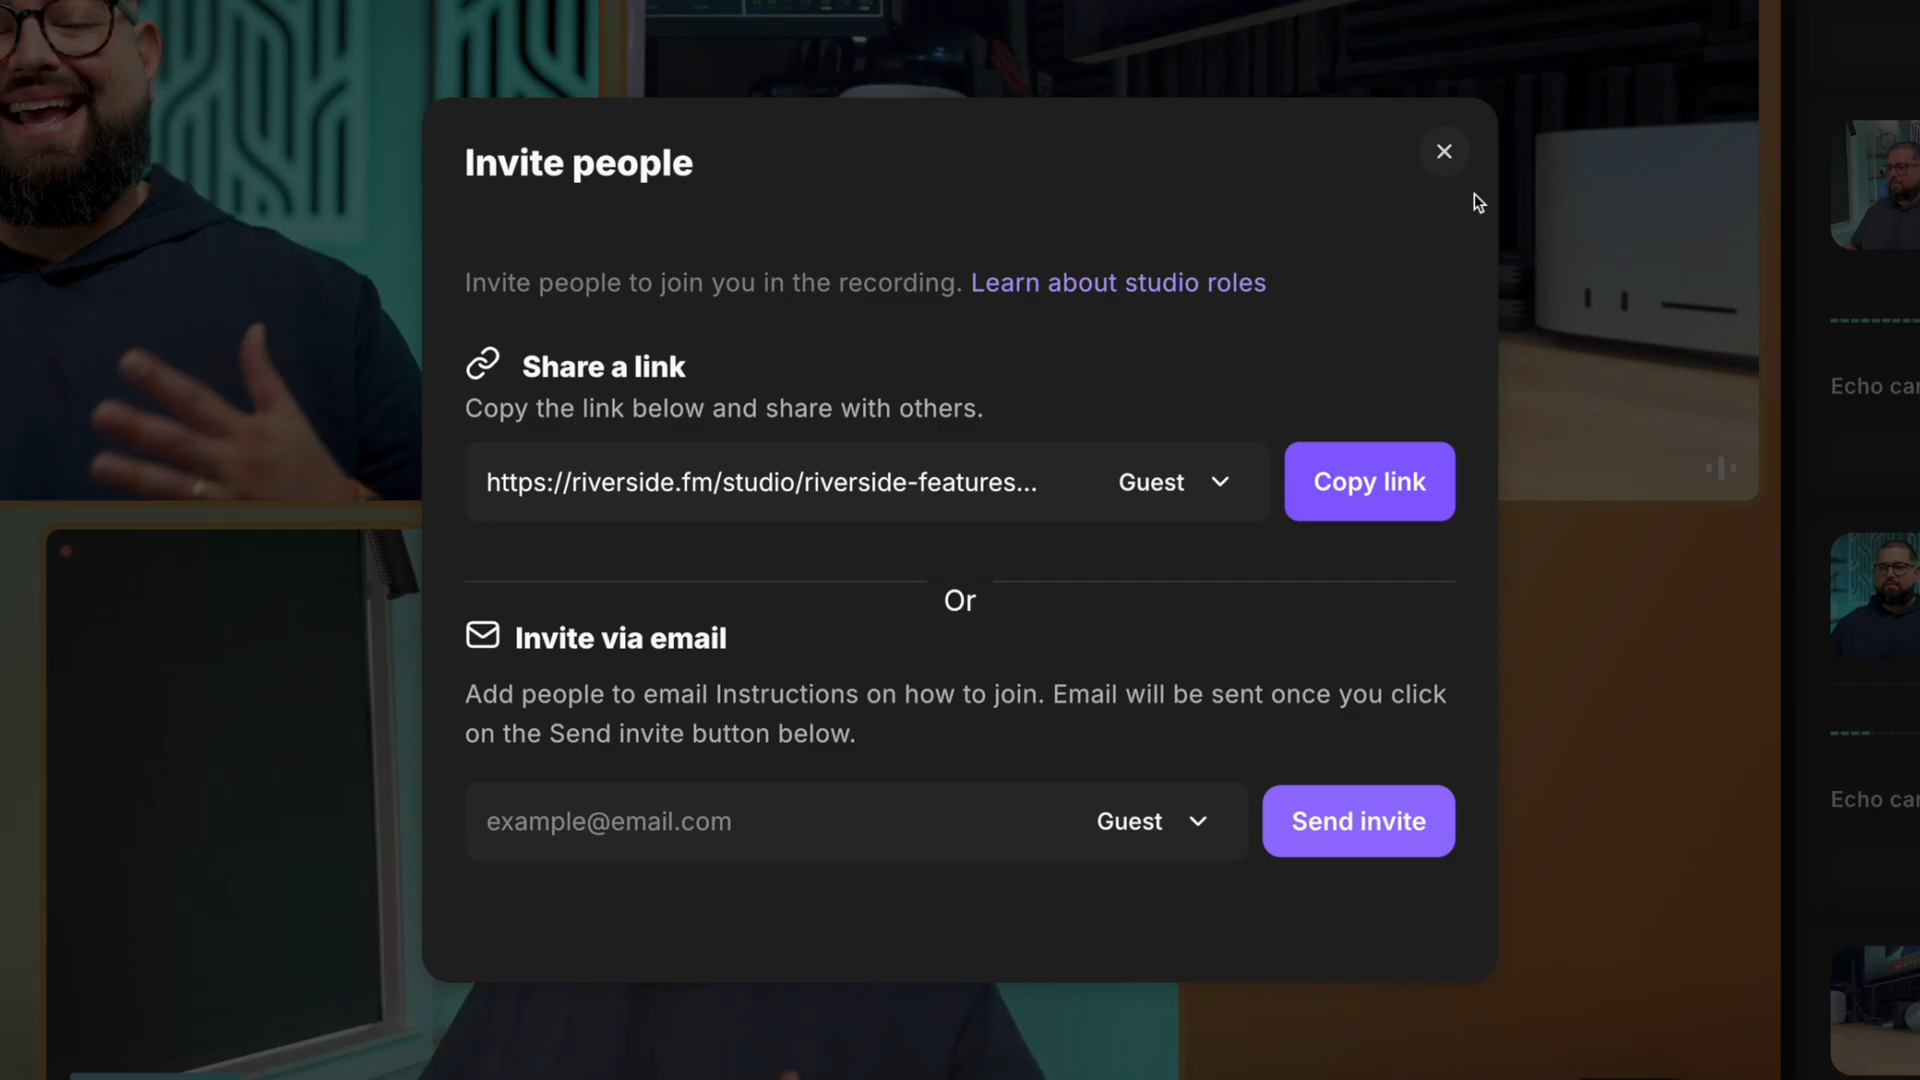 Invite people
Invite people to join you in the recording. Learn about studio roles
Share a link
Copy the link below and share with others.
https://riverside.fm/studio/riverside-features...
Guest
Copy link
Or
Invite via email
Add people to email Instructions on how to join. Email will be sent once you click
on the Send invite button below.
example@email.com
Guest
Send invite
Echo
Echo